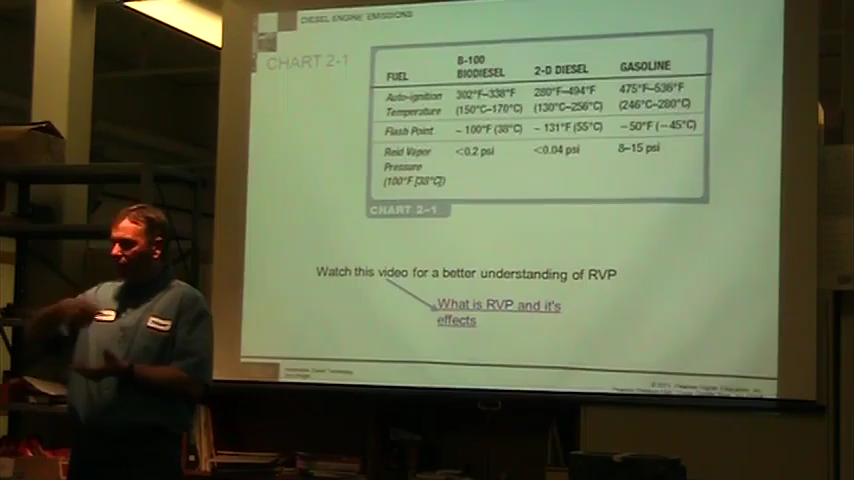 DIESEL ENGINE EMISSIONS
CHART 2-1
FUEL B-100 BIODIESEL 2-D DIESEL GASOLINE
Auto-ignition Temperature 302°F–338°F (150°C–170°C) 280°F–494°F (130°C–256°C) 475°F–536°F (246°C–280°C)
Flash Point ~ 100°F (38°C) ~ 131°F (55°C) −50°F (−45°C)
Reid Vapor Pressure (100°F [38°C]) <0.2 psi <0.04 psi 8–15 psi
CHART 2–1
Watch this video for a better understanding of RVP
What is RVP and it's
effects